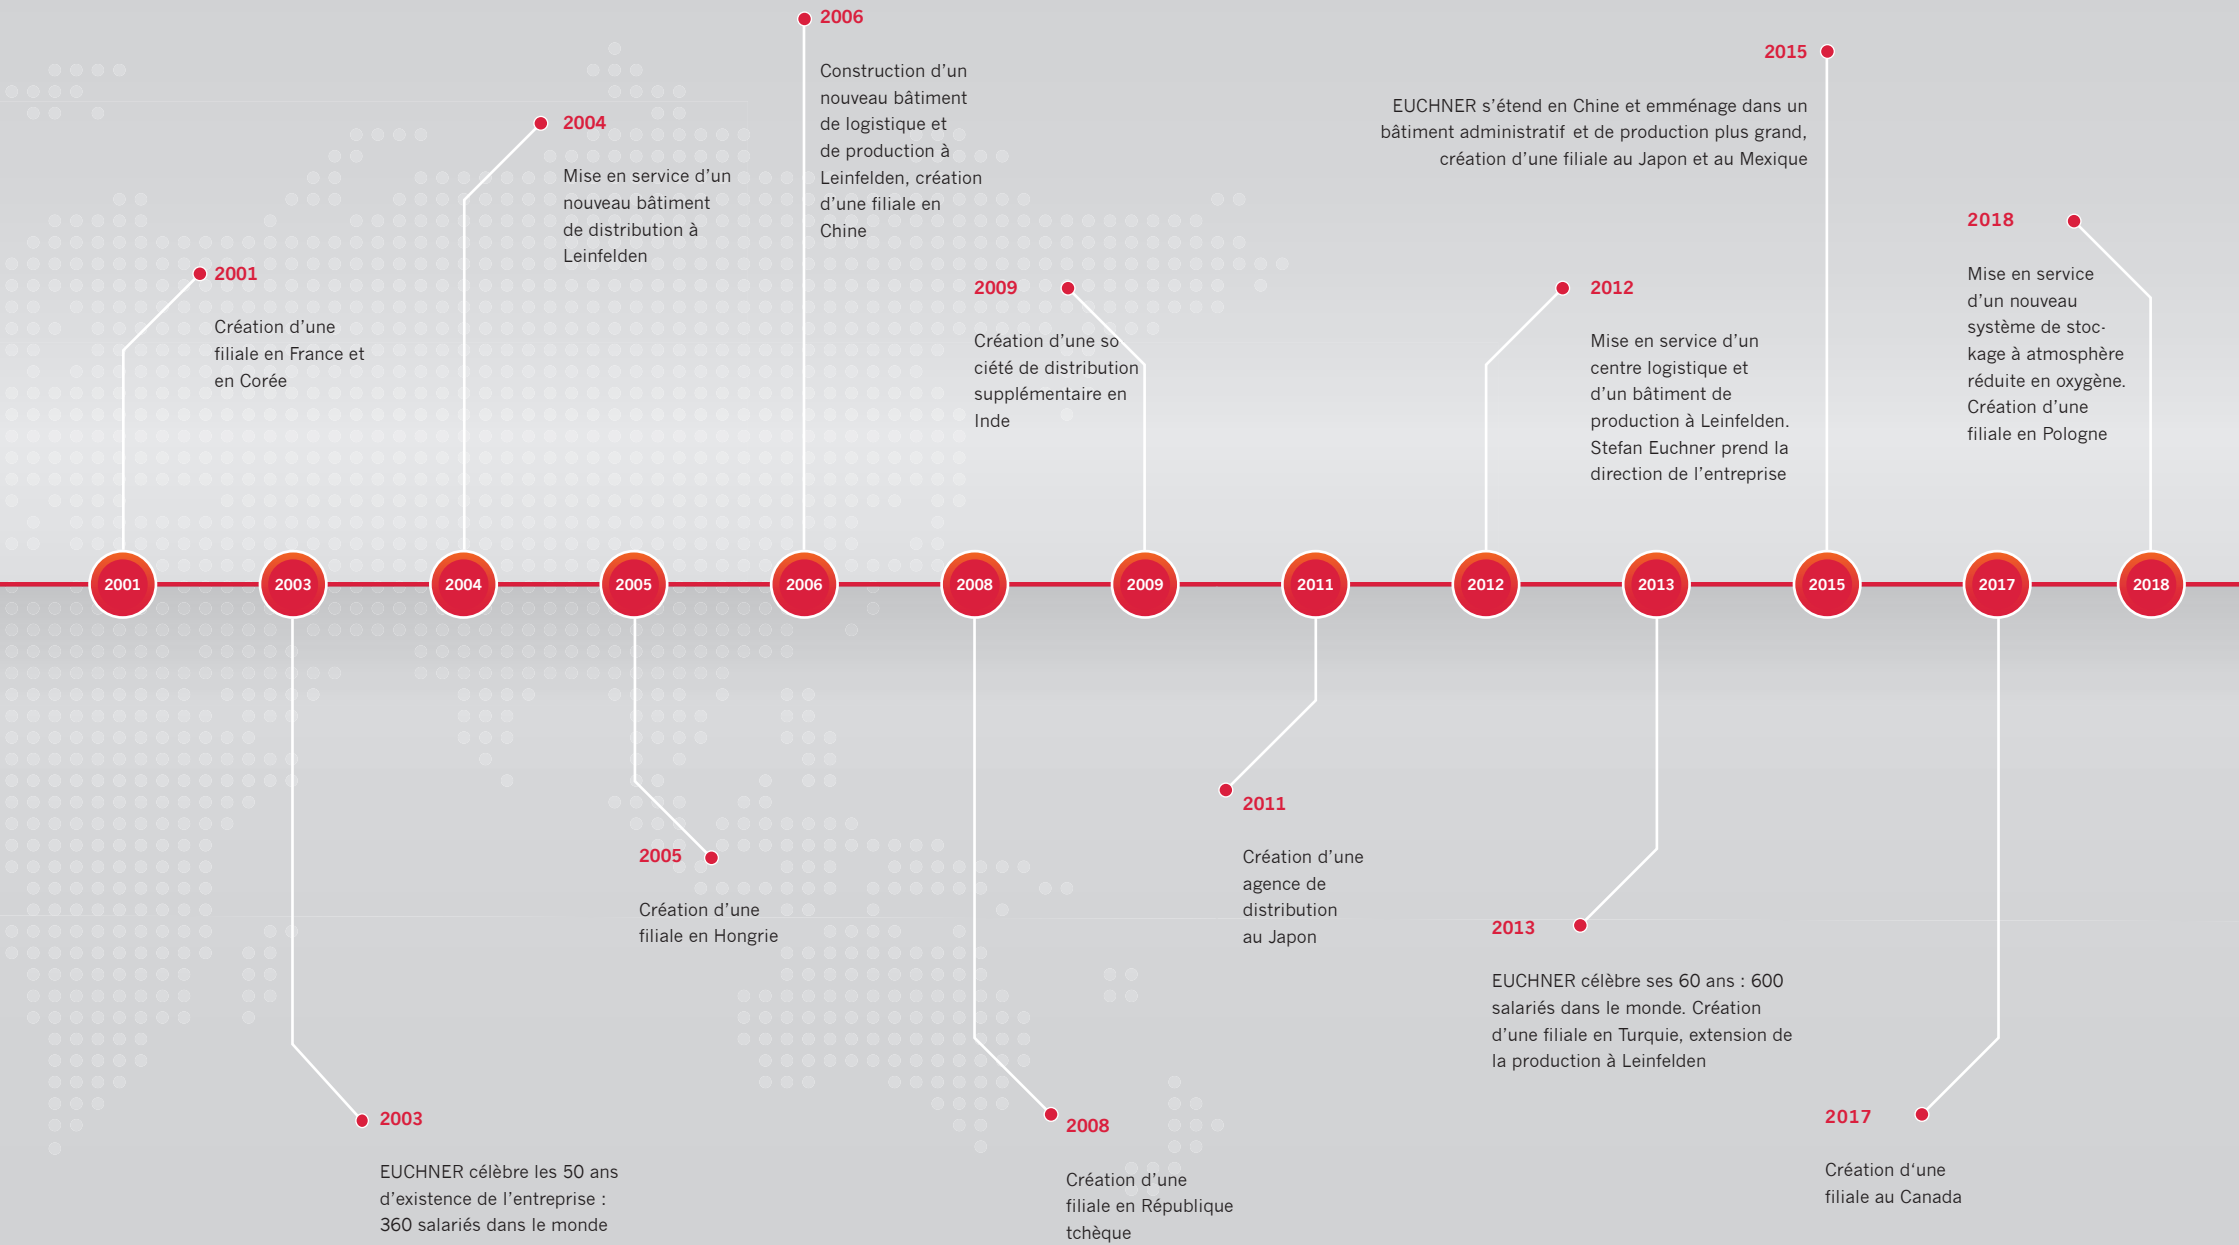 2006
Construction d’un
nouveau bâtiment
de logistique et
de production à
Leinfelden, création
d’une filiale en
Chine
2015
EUCHNER s’étend en Chine et emménage dans un
bâtiment administratif et de production plus grand,
création d’une filiale au Japon et au Mexique
2004
Mise en service d’un
nouveau bâtiment
de distribution à
Leinfelden
2018
Mise en service
d’un nouveau
système de stoc-
kage à atmosphère
réduite en oxygène.
Création d’une
filiale en Pologne
2001
Création d’une
filiale en France et
en Corée
2009
Création d’une so
ciété de distribution
supplémentaire en
Inde
2012
Mise en service d’un
centre logistique et
d’un bâtiment de
production à Leinfelden.
Stefan Euchner prend la
direction de l’entreprise
2001 2003 2004 2005 2006 2008 2009 2011 2012 2013 2015 2017 2018
2011
Création d’une
agence de
distribution
au Japon
2005
Création d’une
filiale en Hongrie
2013
EUCHNER célèbre ses 60 ans : 600
salariés dans le monde. Création
d’une filiale en Turquie, extension de
la production à Leinfelden
2003
EUCHNER célèbre les 50 ans
d’existence de l’entreprise :
360 salariés dans le monde
2008
Création d’une
filiale en République
tchèque
2017
Création d‘une
filiale au Canada